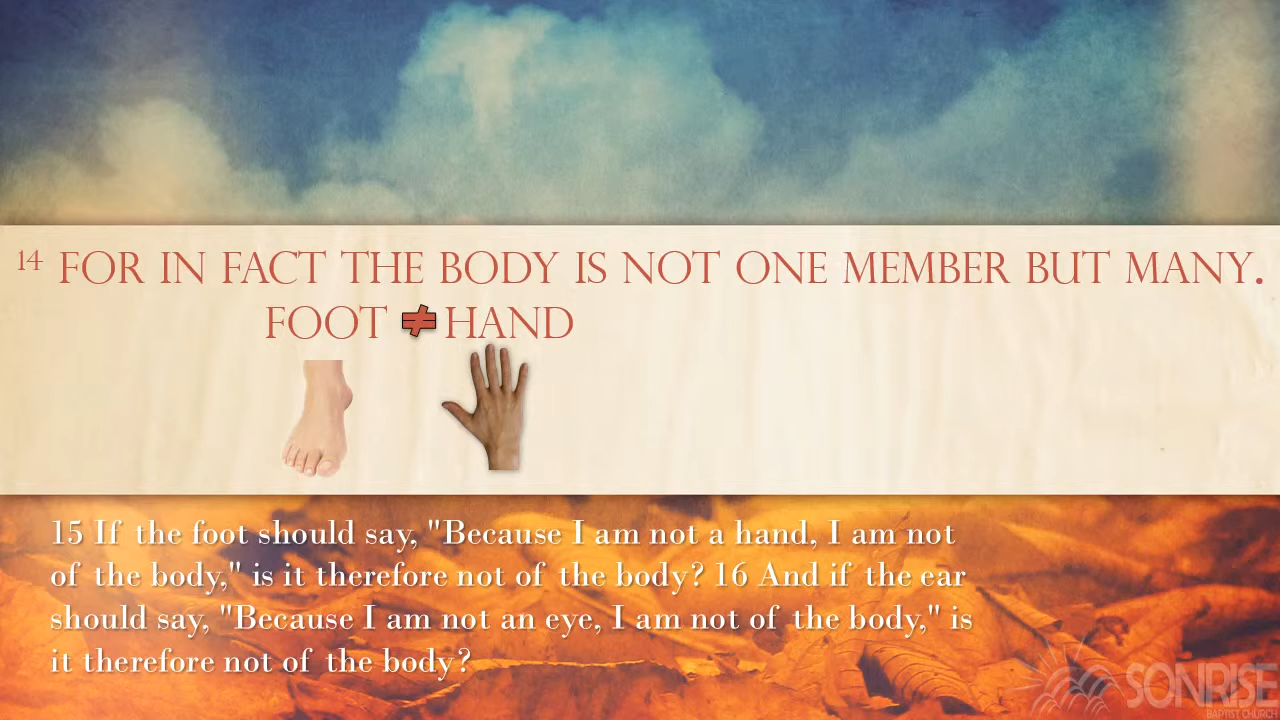 14 FOR IN FACT THE BODY IS NOT ONE MEMBER BUT MANY.
FOOT ≠ HAND
15 If the foot should say, "Because I am not a hand, I am not
of the body," is it therefore not of the body? 16 And if the ear
should say, "Because I am not an eye, I am not of the body," is
it therefore not of the body?
SONRISE
BAPTIST CHURCH